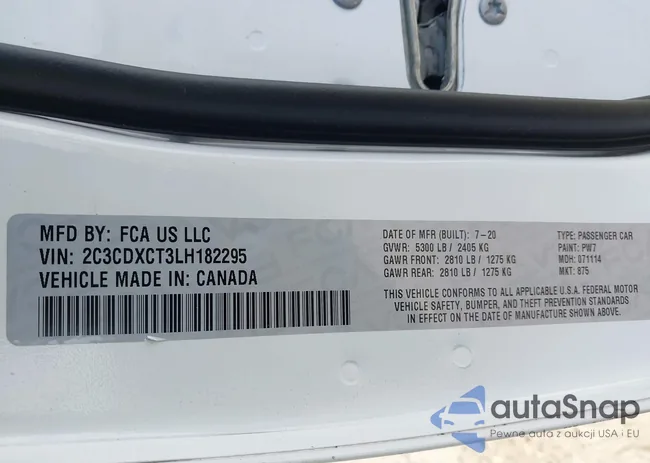 MFD BY: FCA US LLC
VIN: 2C3CDXCT3LH182295
VEHICLE MADE IN: CANADA
DATE OF MFR (BUILT): 7-20
GVWR: 5300 LB / 2405 KG
GAWR FRONT: 2810 LB / 1275 KG
GAWR REAR: 2810 LB / 1275 KG
TYPE: PASSENGER CAR
PAINT: PW7
MDH: 071114
MKT: 875
THIS VEHICLE CONFORMS TO ALL APPLICABLE U.S.A. FEDERAL MOTOR
VEHICLE SAFETY, BUMPER, AND THEFT PREVENTION STANDARDS
IN EFFECT ON THE DATE OF MANUFACTURE SHOWN ABOVE.
autaSnap
Pewne auta z aukcji USA i EU